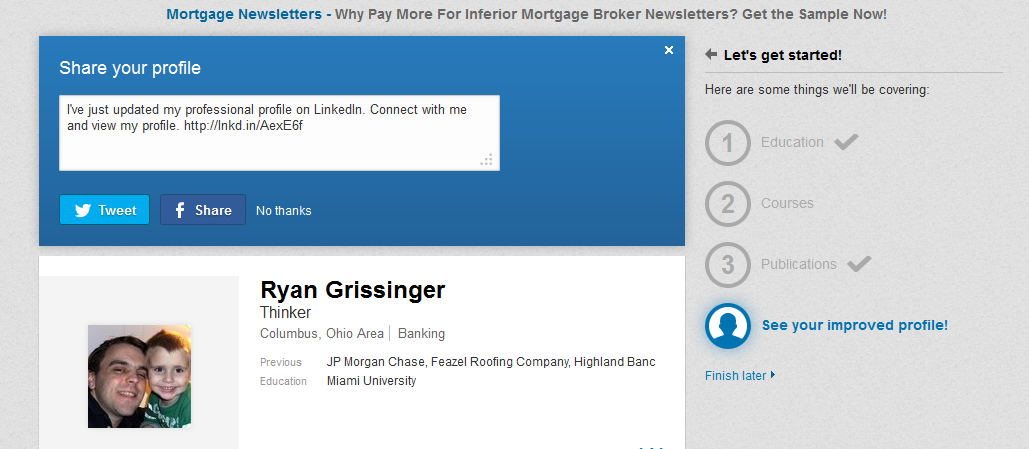 Mortgage Newsletters - Why Pay More For Inferior Mortgage Broker Newsletters? Get the Sample Now!
Share your profile
I've just updated my professional profile on LinkedIn. Connect with me
and view my profile. http://lnkd.in/AexE6f
Tweet
Share
No thanks
Ryan Grissinger
Thinker
Columbus, Ohio Area | Banking
Previous JP Morgan Chase, Feazel Roofing Company, Highland Banc
Education Miami University
Let's get started!
Here are some things we'll be covering:
1 Education
2 Courses
3 Publications
See your improved profile!
Finish later